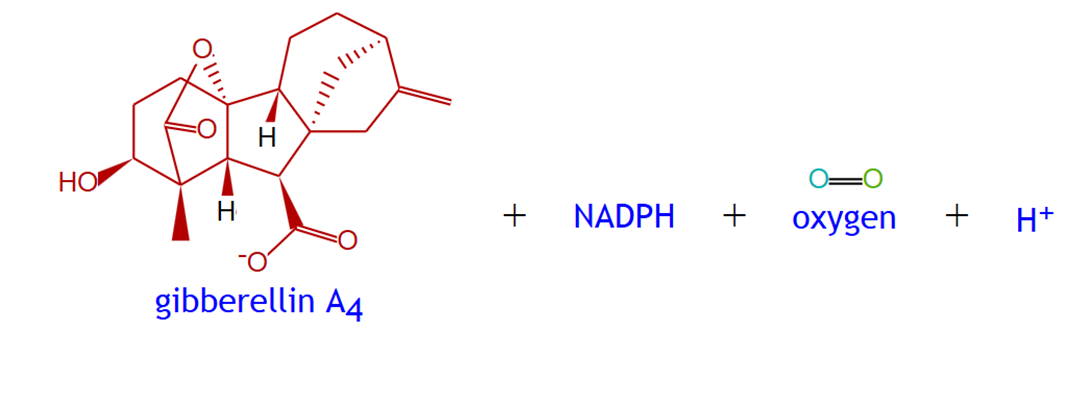 O
O
H
HO
H
O=O
+ NADPH + oxygen + H⁺
O
⁻O
gibberellin A4